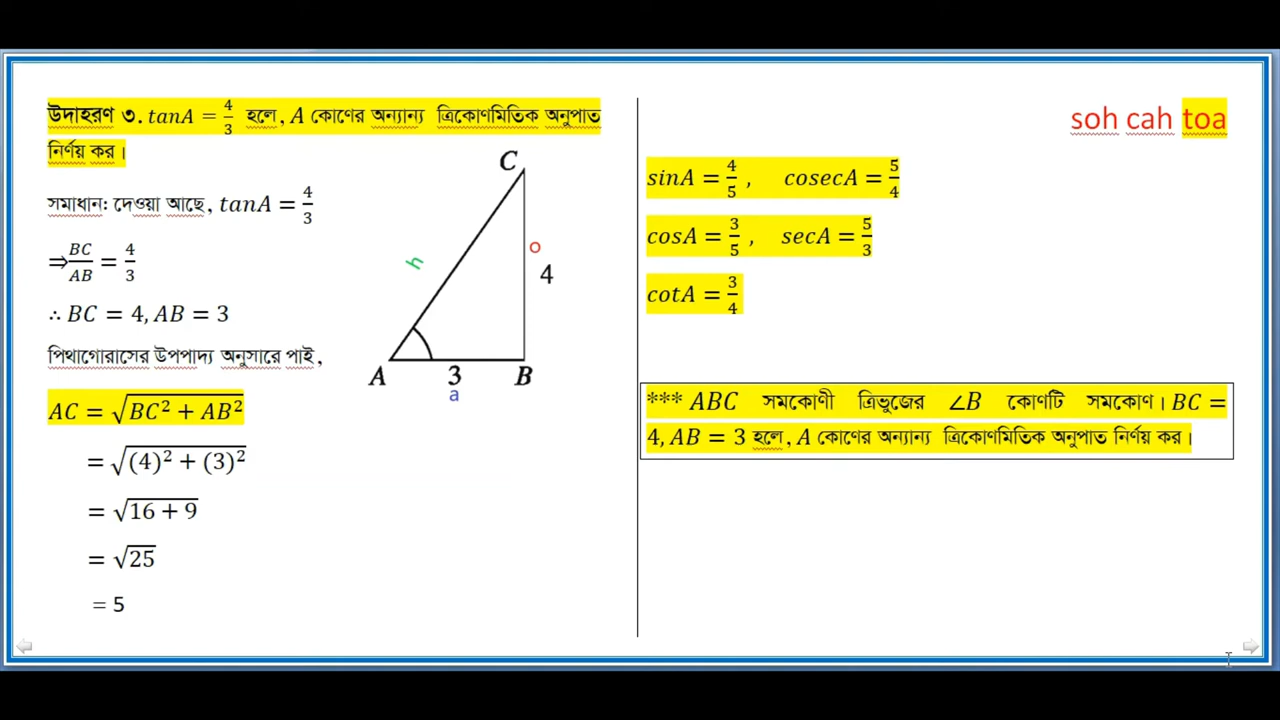 উদাহরণ ৩. tanA = 4/3 হলে, A কোণের অন্যান্য ত্রিকোণমিতিক অনুপাত
নির্ণয় কর।
সমাধান: দেওয়া আছে, tanA = 4/3
⇒ BC/AB = 4/3
∴ BC = 4, AB = 3
পিথাগোরাসের উপপাদ্য অনুসারে পাই,
AC = √(BC² + AB²)
= √((4)² + (3)²)
= √(16 + 9)
= √25
= 5
C
h
o
4
A
3
B
a
soh cah toa
sinA = 4/5 , cosecA = 5/4
cosA = 3/5 , secA = 5/3
cotA = 3/4
*** ABC সমকোণী ত্রিভুজের ∠B কোণটি সমকোণ। BC =
4, AB = 3 হলে, A কোণের অন্যান্য ত্রিকোণমিতিক অনুপাত নির্ণয় কর।